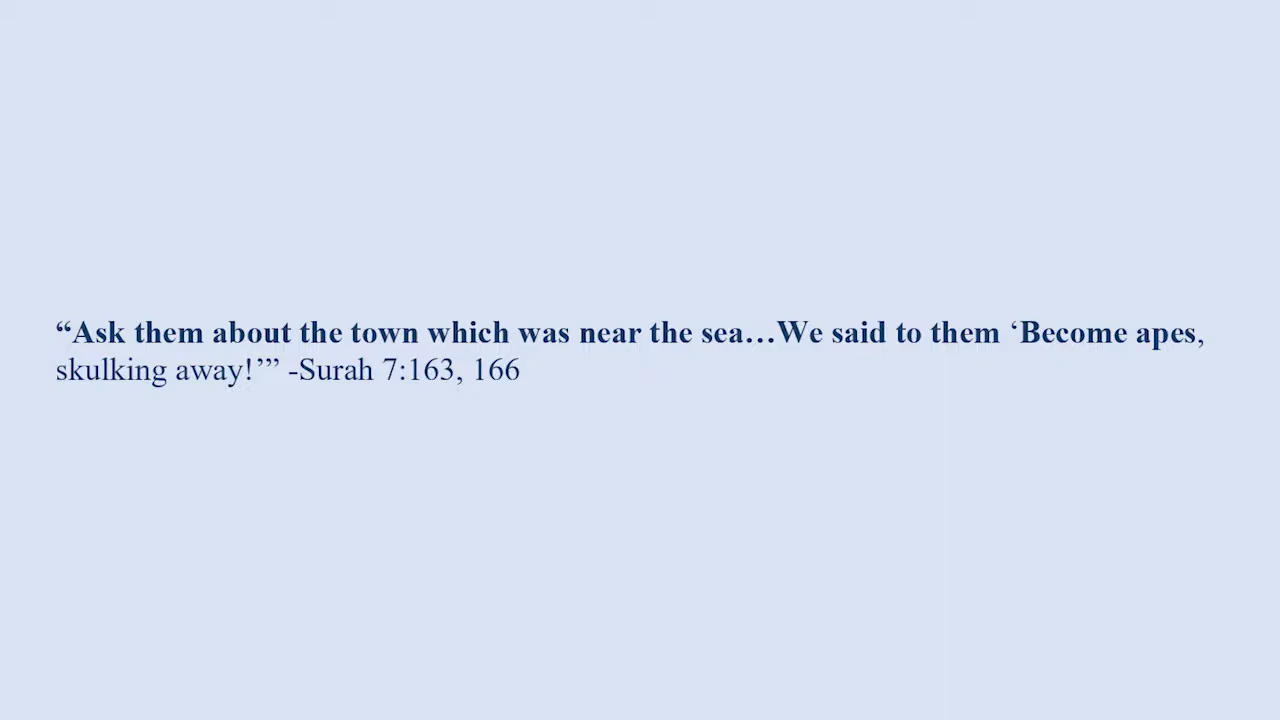 “Ask them about the town which was near the sea…We said to them ‘Become apes,
skulking away!’” -Surah 7:163, 166